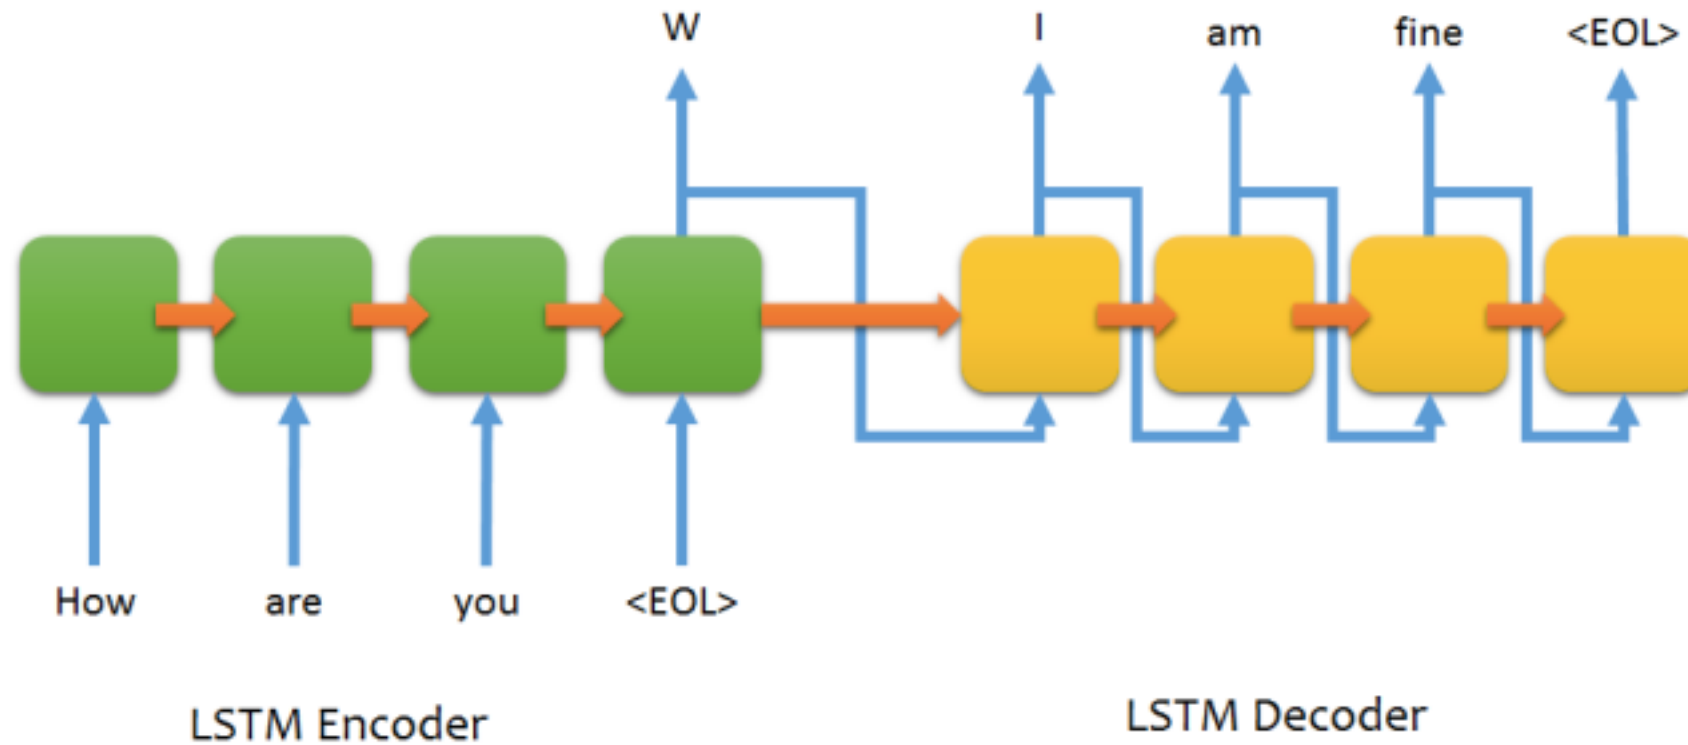 W I am fine <EOL>
How are you <EOL>
LSTM Encoder LSTM Decoder